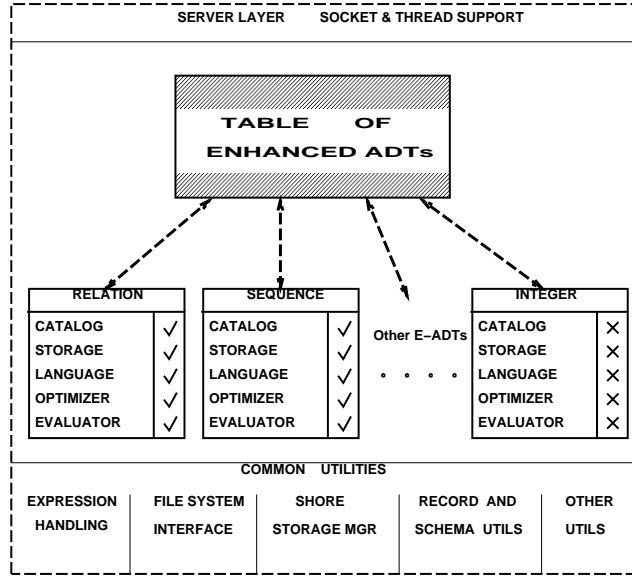 SERVER LAYER SOCKET & THREAD SUPPORT
TABLE OF
ENHANCED ADTs
RELATION
CATALOG
STORAGE
LANGUAGE
OPTIMIZER
EVALUATOR
SEQUENCE
CATALOG
STORAGE
LANGUAGE
OPTIMIZER
EVALUATOR
Other E-ADTs
. . . .
INTEGER
CATALOG
STORAGE
LANGUAGE
OPTIMIZER
EVALUATOR
COMMON UTILITIES
EXPRESSION
HANDLING
FILE SYSTEM
INTERFACE
SHORE
STORAGE MGR
RECORD AND
SCHEMA UTILS
OTHER
UTILS